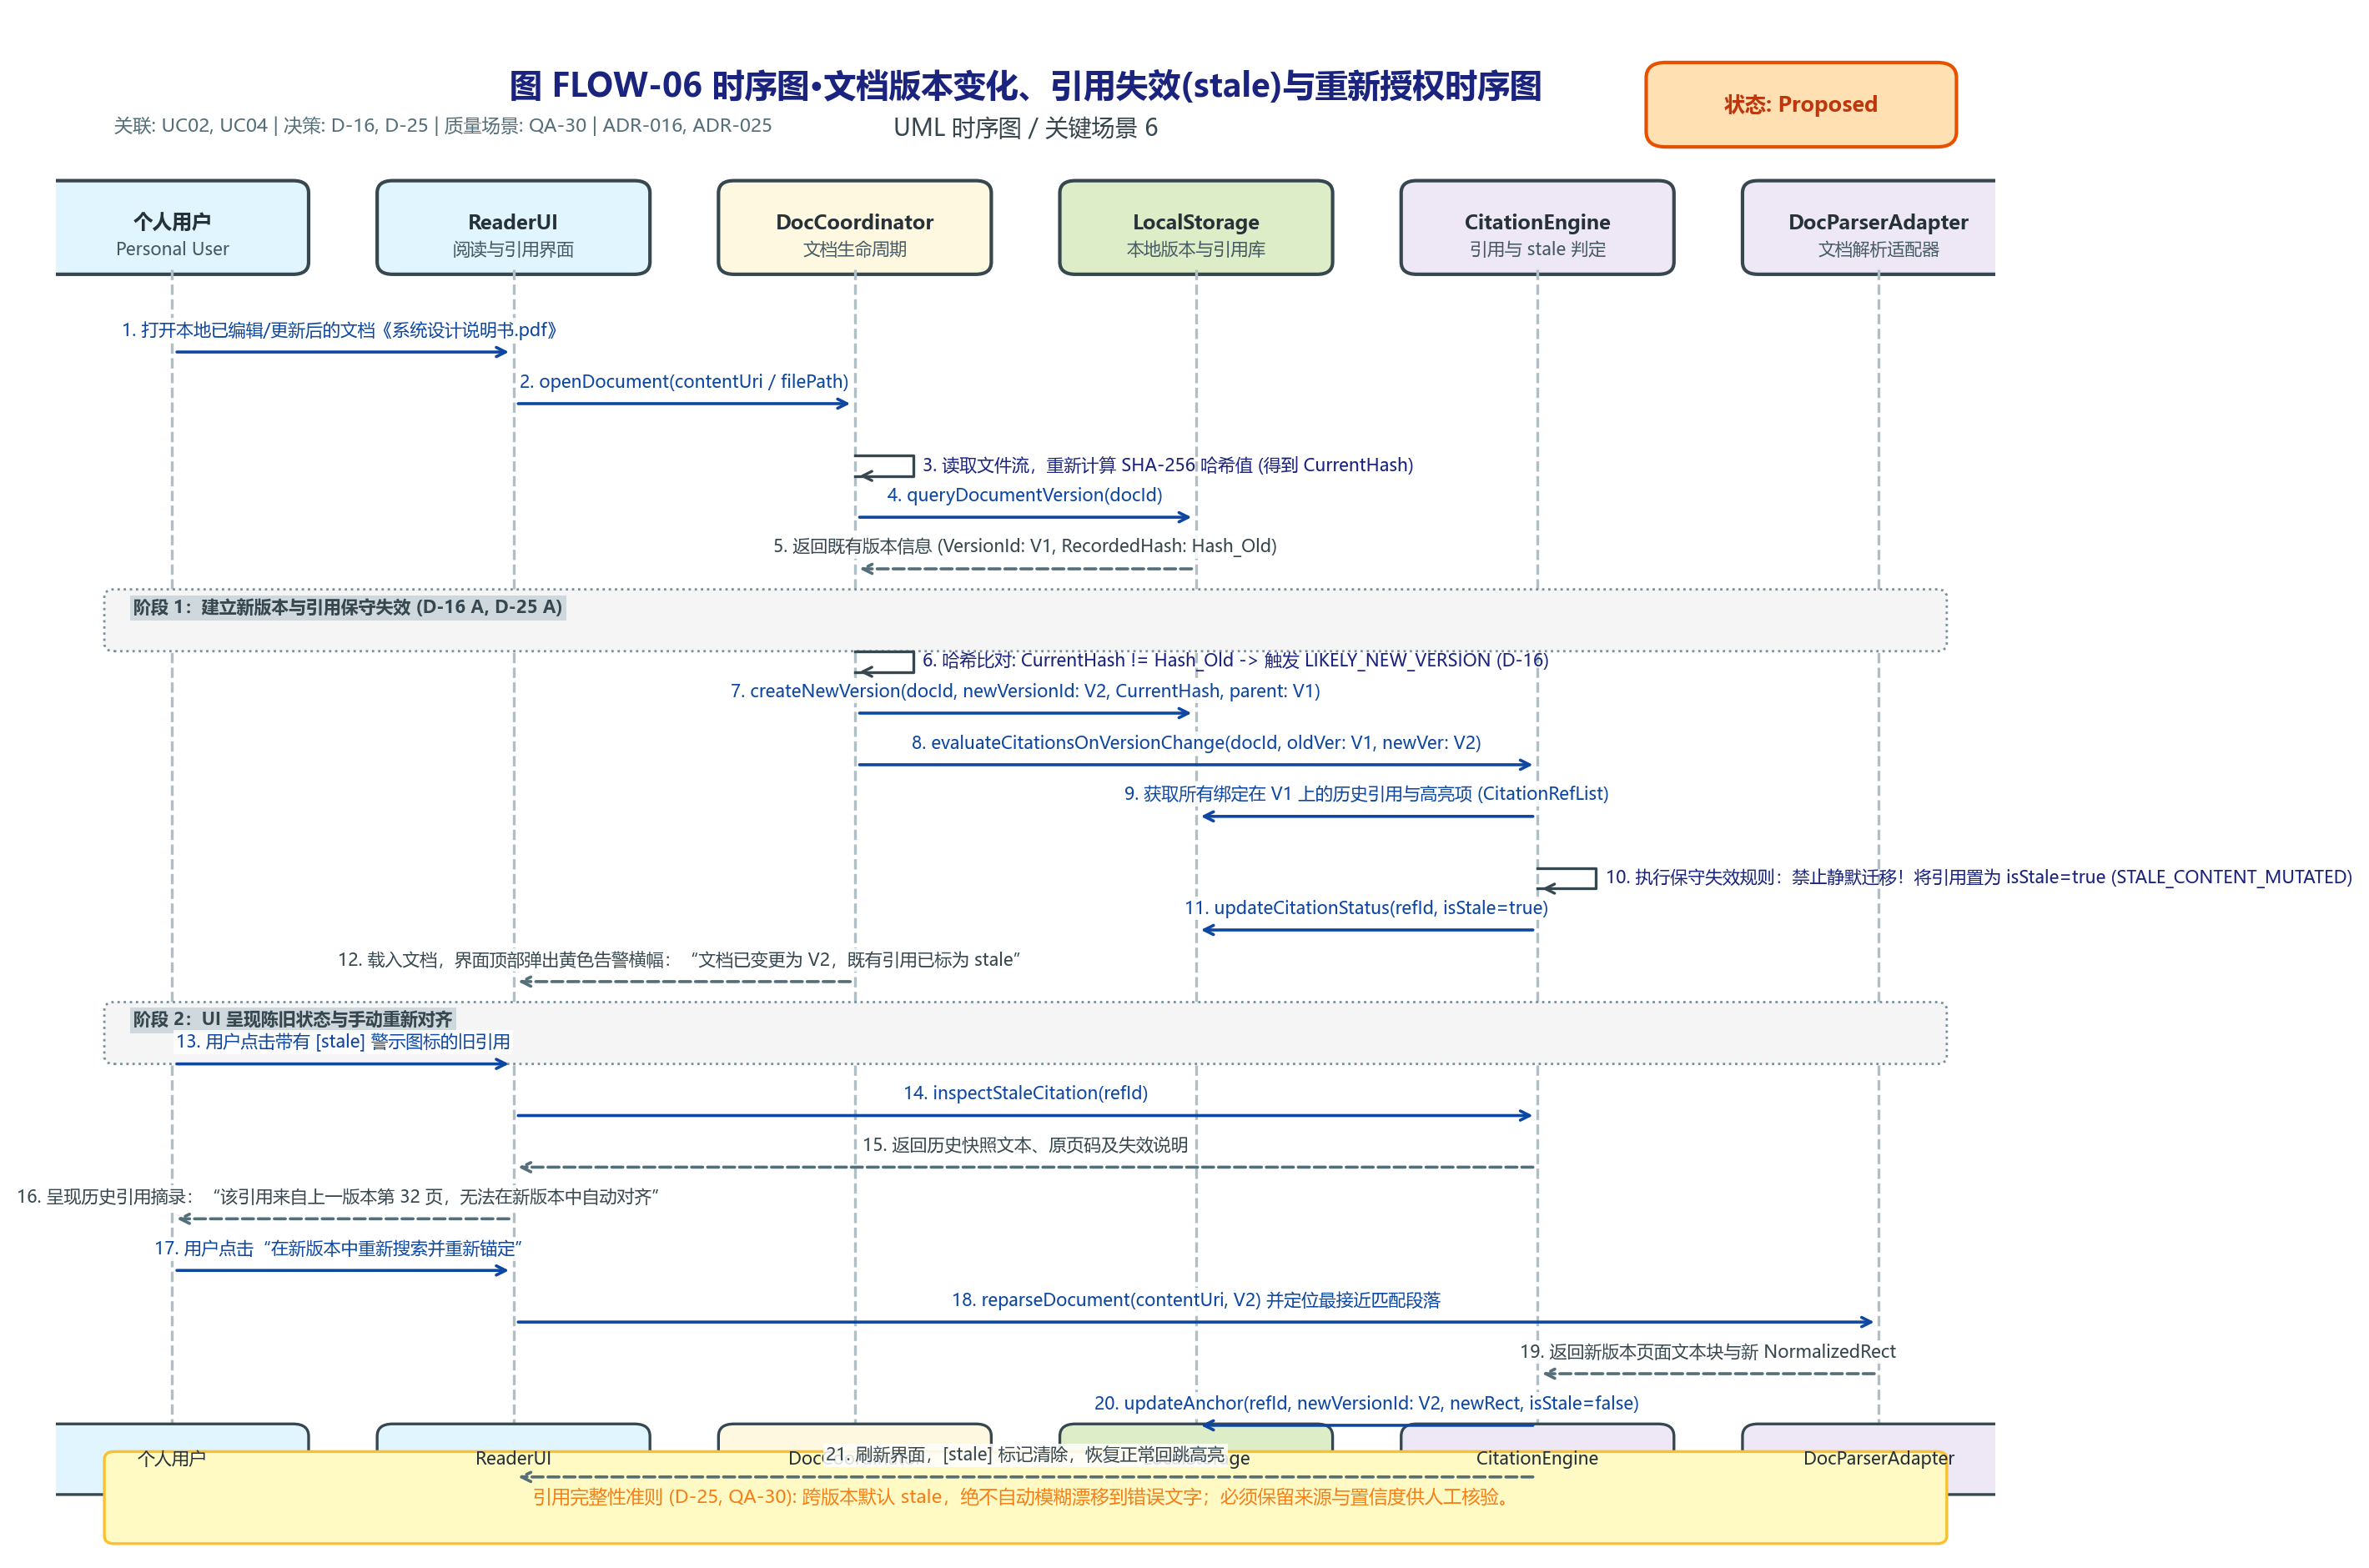 图 FLOW-06 时序图•文档版本变化、引用失效(stale)与重新授权时序图
状态: Proposed
关联: UC02, UC04 | 决策: D-16, D-25 | 质量场景: QA-30 | ADR-016, ADR-025
UML 时序图 / 关键场景 6
个人用户
Personal User
ReaderUI
阅读与引用界面
DocCoordinator
文档生命周期
LocalStorage
本地版本与引用库
CitationEngine
引用与 stale 判定
DocParserAdapter
文档解析适配器
1. 打开本地已编辑/更新后的文档《系统设计说明书.pdf》
2. openDocument(contentUri / filePath)
3. 读取文件流，重新计算 SHA-256 哈希值 (得到 CurrentHash)
4. queryDocumentVersion(docId)
5. 返回既有版本信息 (VersionId: V1, RecordedHash: Hash_Old)
阶段 1：建立新版本与引用保守失效 (D-16 A, D-25 A)
6. 哈希比对: CurrentHash != Hash_Old -> 触发 LIKELY_NEW_VERSION (D-16)
7. createNewVersion(docId, newVersionId: V2, CurrentHash, parent: V1)
8. evaluateCitationsOnVersionChange(docId, oldVer: V1, newVer: V2)
9. 获取所有绑定在 V1 上的历史引用与高亮项 (CitationRefList)
10. 执行保守失效规则：禁止静默迁移！将引用置为 isStale=true (STALE_CONTENT_MUTATED)
11. updateCitationStatus(refId, isStale=true)
12. 载入文档，界面顶部弹出黄色告警横幅：“文档已变更为 V2，既有引用已标为 stale”
阶段 2：UI 呈现陈旧状态与手动重新对齐
13. 用户点击带有 [stale] 警示图标的旧引用
14. inspectStaleCitation(refId)
15. 返回历史快照文本、原页码及失效说明
16. 呈现历史引用摘录：“该引用来自上一版本第 32 页，无法在新版本中自动对齐”
17. 用户点击“在新版本中重新搜索并重新锚定”
18. reparseDocument(contentUri, V2) 并定位最接近匹配段落
19. 返回新版本页面文本块与新 NormalizedRect
20. updateAnchor(refId, newVersionId: V2, newRect, isStale=false)
21. 刷新界面，[stale] 标记清除，恢复正常回跳高亮
个人用户
ReaderUI
CitationEngine
DocParserAdapter
引用完整性准则 (D-25, QA-30): 跨版本默认 stale，绝不自动模糊漂移到错误文字；必须保留来源与置信度供人工核验。